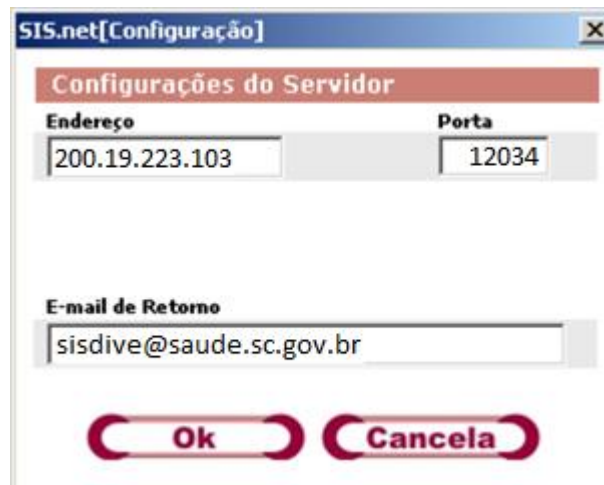 SIS.net[Configuração]
Configurações do Servidor
Endereço Porta
200.19.223.103 12034
E-mail de Retorno
sisdive@saude.sc.gov.br
Ok Cancela